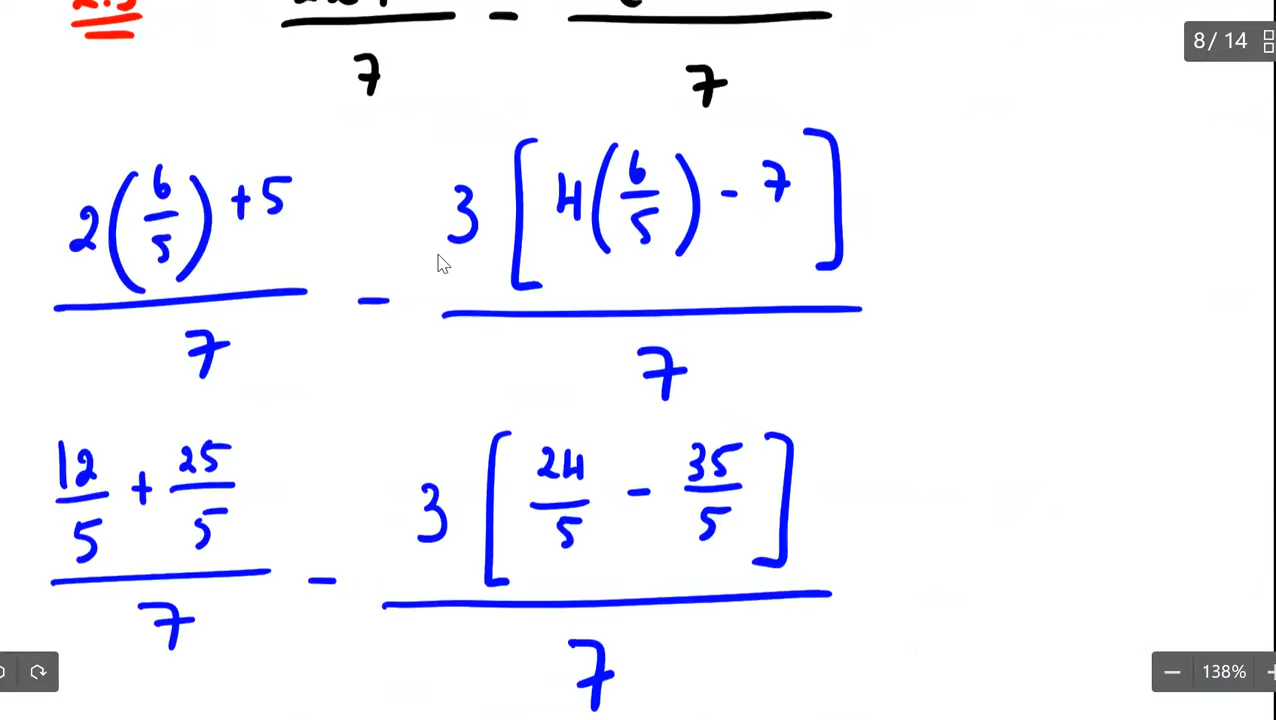 8 / 14
7 - 7
2(6/5) + 5 / 7 - 3[4(6/5) - 7] / 7
12/5 + 25/5 / 7 - 3[24/5 - 35/5] / 7
138%